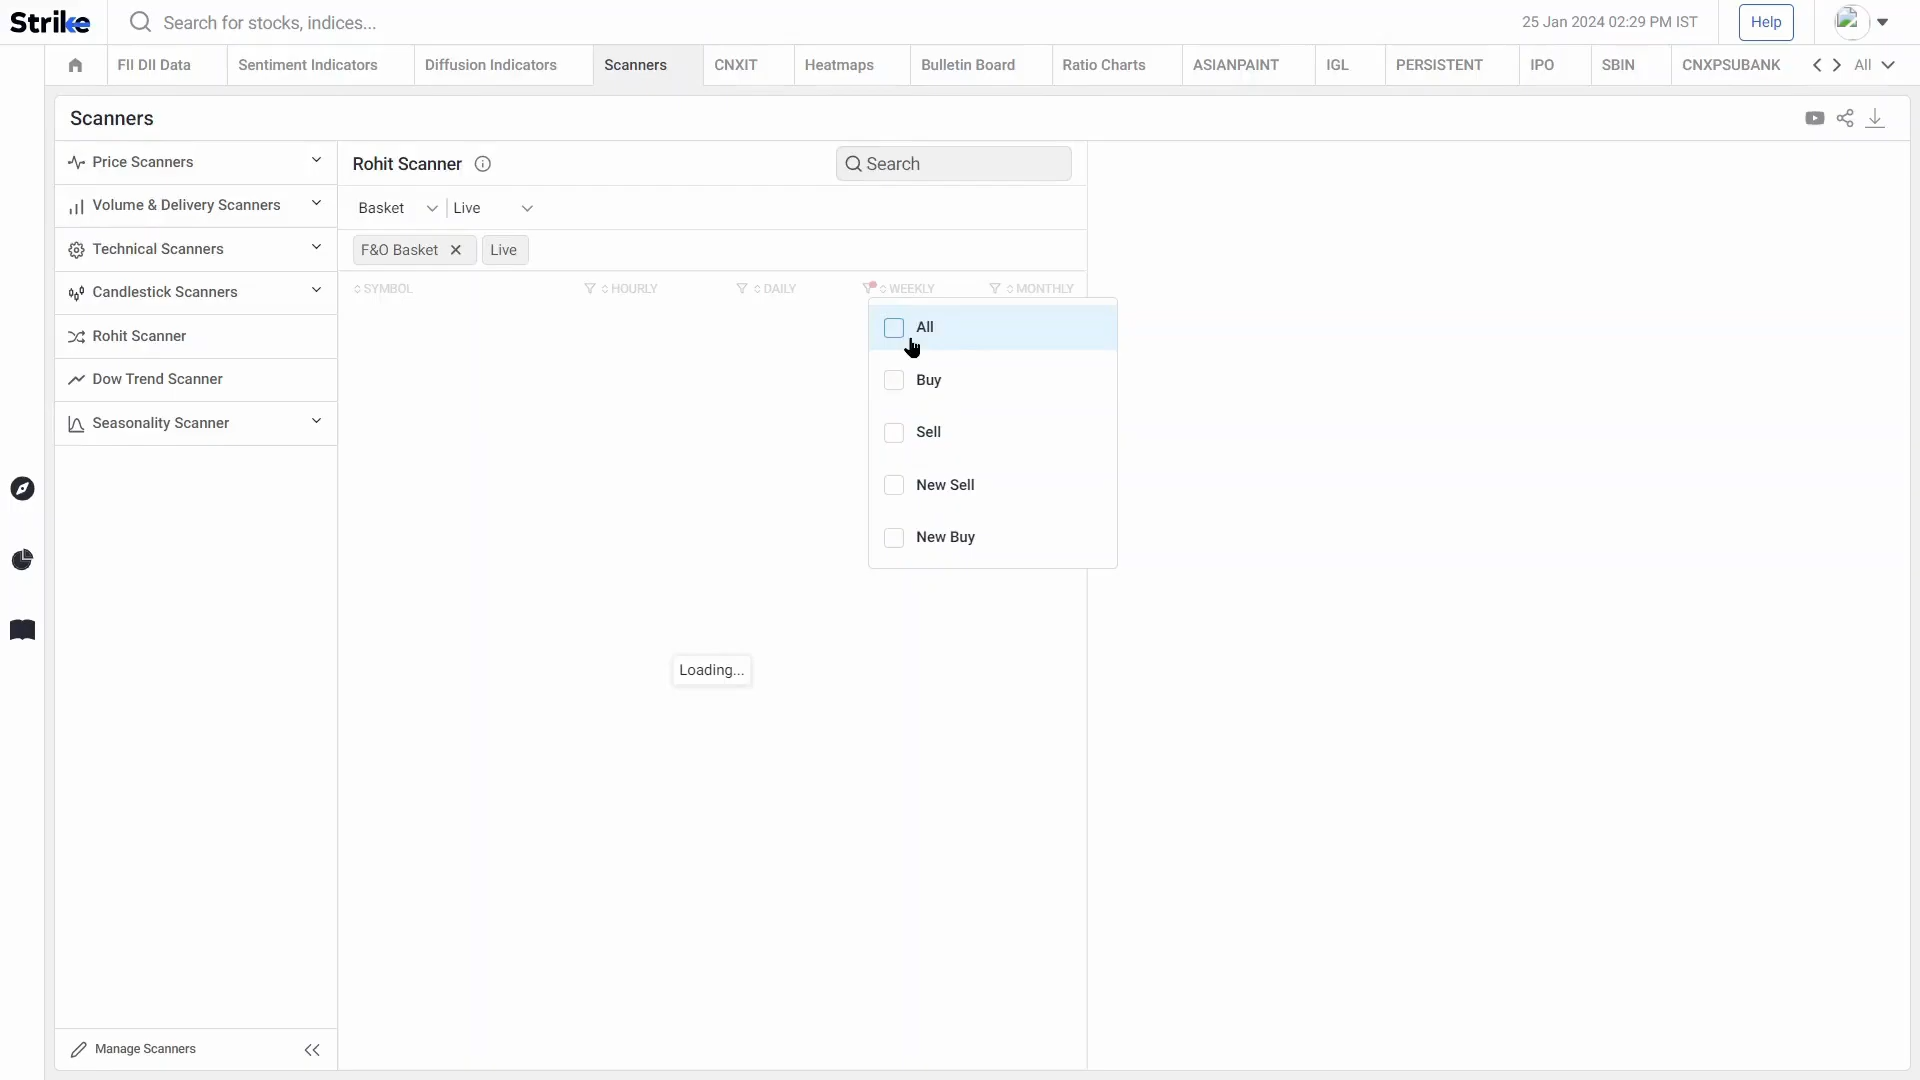 Strike
Search for stocks, indices...
25 Jan 2024 02:29 PM IST
Help
FII DII Data
Sentiment Indicators
Diffusion Indicators
Scanners
CNXIT
Heatmaps
Bulletin Board
Ratio Charts
ASIANPAINT
IGL
PERSISTENT
IPO
SBIN
CNXPSUBANK
All
Scanners
Price Scanners
Volume & Delivery Scanners
Technical Scanners
Candlestick Scanners
Rohit Scanner
Dow Trend Scanner
Seasonality Scanner
Manage Scanners
Rohit Scanner
Search
Basket
Live
F&O Basket
Live
SYMBOL
HOURLY
DAILY
WEEKLY
MONTHLY
All
Buy
Sell
New Sell
New Buy
Loading...